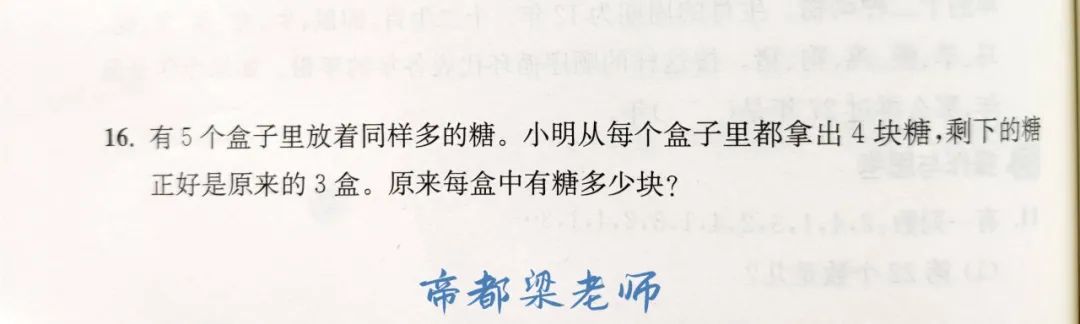 16. 有5个盒子里放着同样多的糖。小明从每个盒子里都拿出4块糖,剩下的糖
正好是原来的3盒。原来每盒中有糖多少块?
帝都梁老师